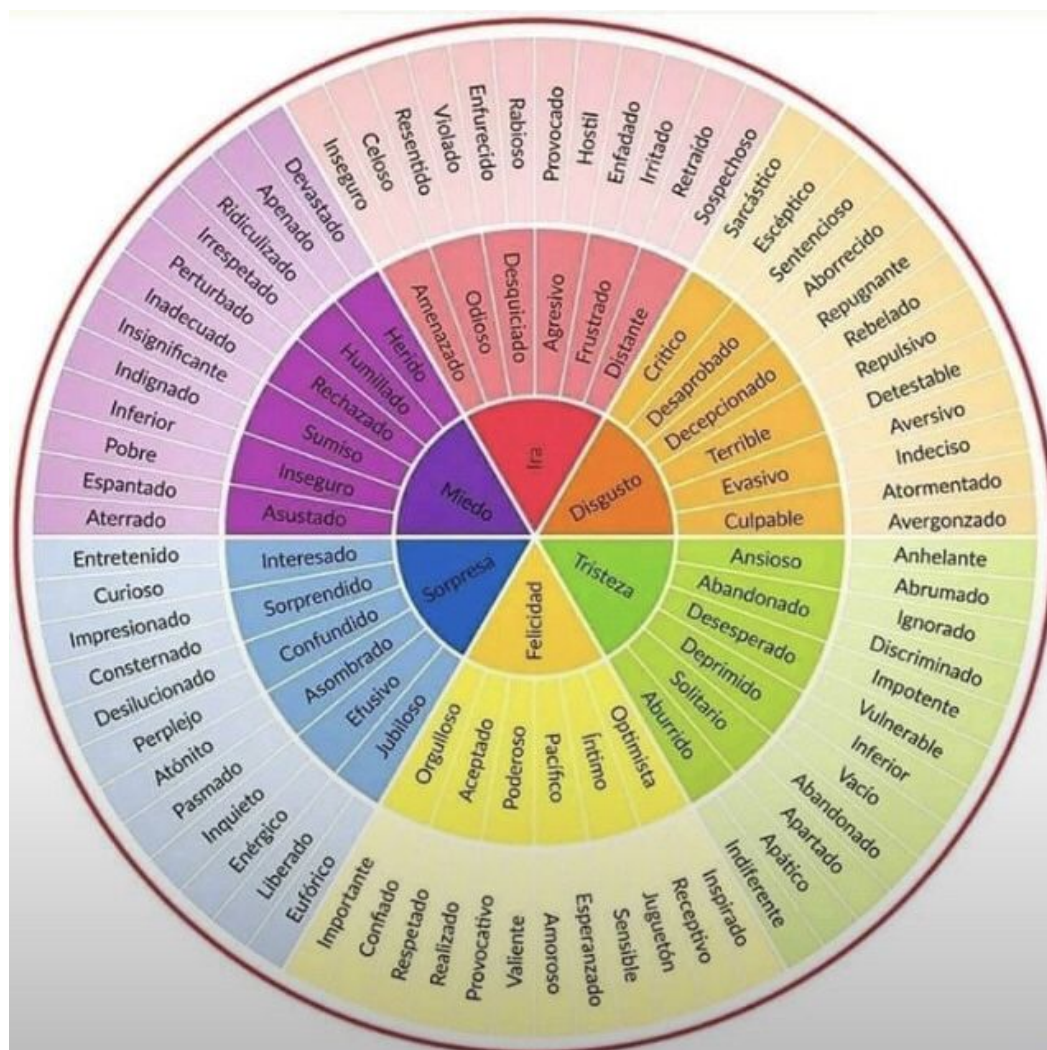 Ira
Amenazado
Odioso
Desquiciado
Agresivo
Frustrado
Distante
Inseguro
Celoso
Resentido
Violado
Enfurecido
Rabioso
Provocado
Hostil
Enfadado
Irritado
Retraído
Sospechoso
Disgusto
Crítico
Desaprobado
Decepcionado
Terrible
Evasivo
Culpable
Sarcástico
Escéptico
Sentencioso
Aborrecido
Repugnante
Rebelado
Repulsivo
Detestable
Aversivo
Indeciso
Atormentado
Avergonzado
Tristeza
Ansioso
Abandonado
Desesperado
Deprimido
Solitario
Aburrido
Anhelante
Abrumado
Ignorado
Discriminado
Impotente
Vulnerable
Inferior
Vacío
Abandonado
Apartado
Apático
Indiferente
Felicidad
Optimista
Íntimo
Pacífico
Poderoso
Aceptado
Orgulloso
Inspirado
Receptivo
Juguetón
Sensible
Esperanzado
Amoroso
Valiente
Provocativo
Realizado
Respetado
Confiado
Importante
Sorpresa
Jubiloso
Efusivo
Asombrado
Confundido
Sorprendido
Interesado
Eufórico
Liberado
Enérgico
Inquieto
Pasmado
Atónito
Perplejo
Desilucionado
Consternado
Impresionado
Curioso
Entretenido
Miedo
Asustado
Inseguro
Sumiso
Rechazado
Humillado
Herido
Aterrado
Espantado
Pobre
Inferior
Indignado
Insignificante
Inadecuado
Perturbado
Irrespetado
Ridiculizado
Apenado
Devastado